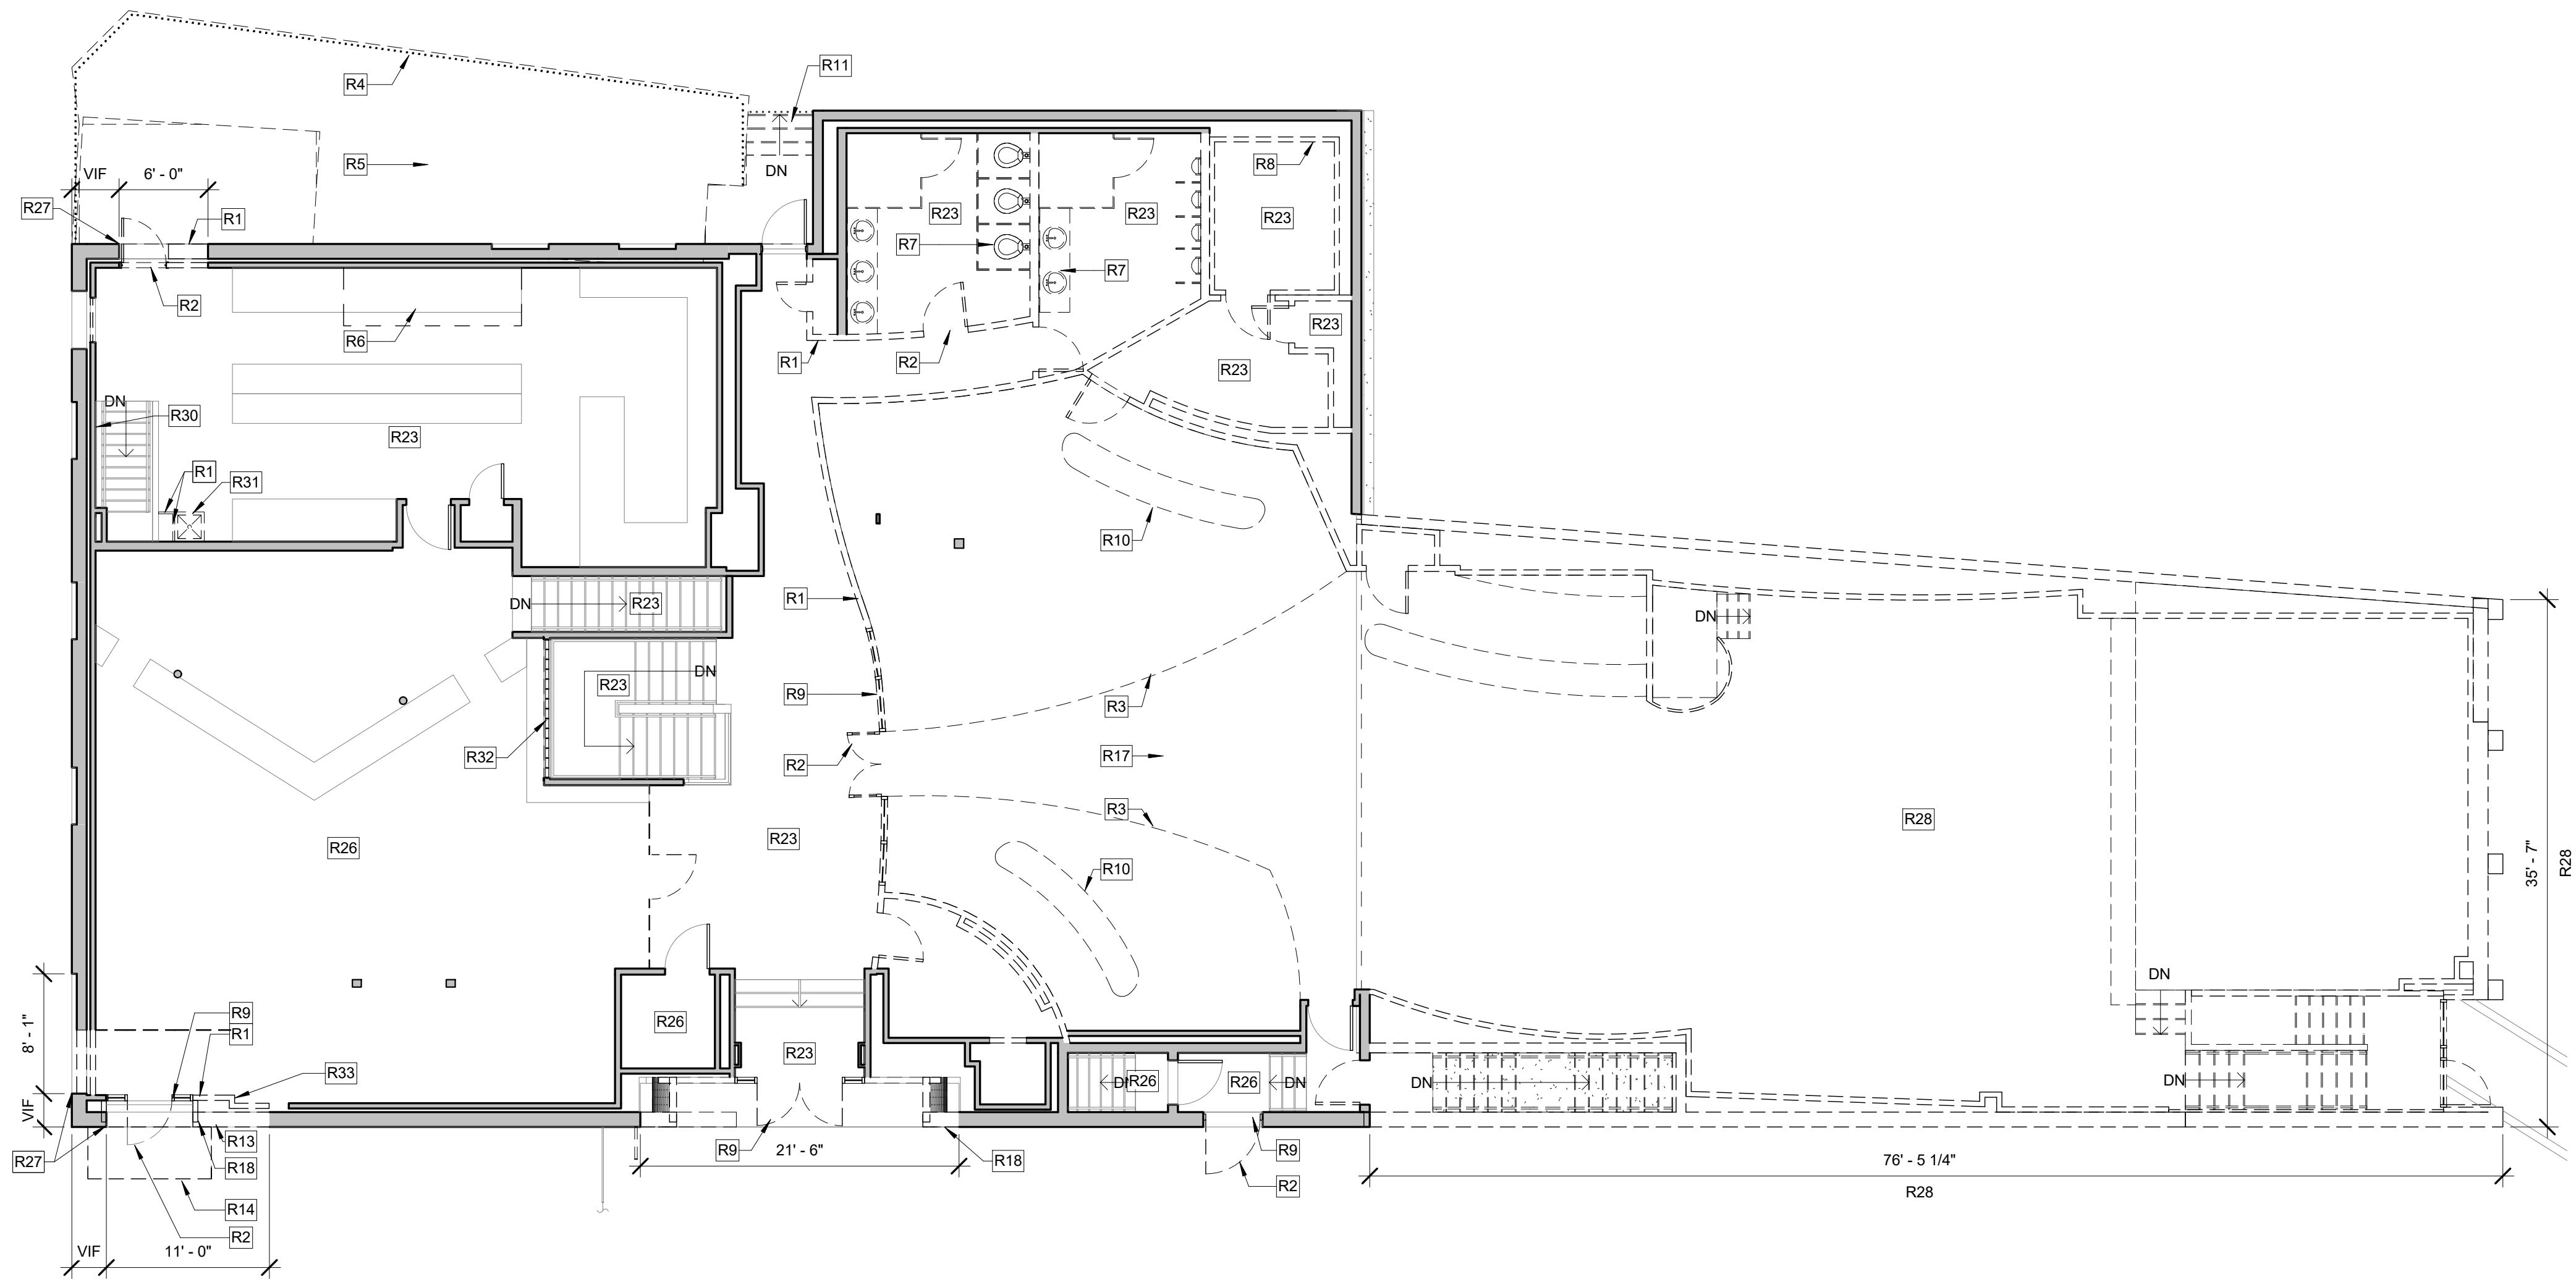 R11
R4
R5
DN
VIF
6' - 0"
R27
R1
R8
R23
R23
R23
R7
R7
R2
R6
R23
R1
R2
R23
DN
R30
R23
R1
R31
R10
DN
R23
R1
DN
R23
DN
R9
R3
R32
R2
R17
R3
R28
R23
R26
R10
35' - 7"
R28
DN
8' - 1"
R9
R26
R1
R23
R33
DN
R26
R26
DN
DN
DN
VIF
R13
R27
R18
R9
21' - 6"
R18
R9
R2
76' - 5 1/4"
R28
R14
R2
VIF
11' - 0"